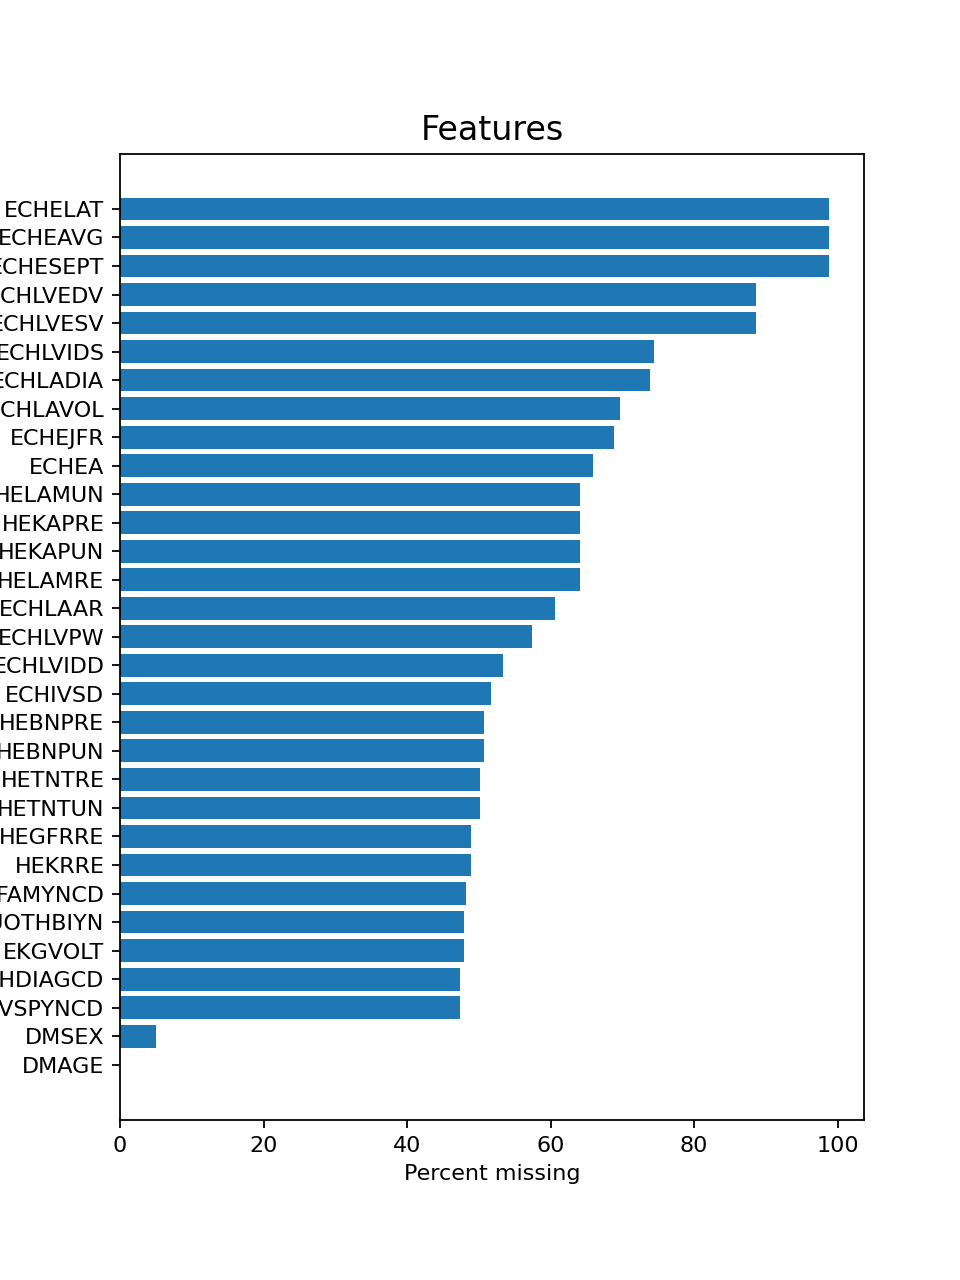 Features
ECHELAT
ECHEAVG
ECHESEPT
CHLVEDV
ECHLVESV
ECHLVIDS
ECHLADIA
CHLAVOL
ECHEJFR
ECHEA
HELAMUN
HEKAPRE
HEKAPUN
HELAMRE
ECHLAAR
ECHLVPW
ECHLVIDD
ECHIVSD
HEBNPRE
HEBNPUN
HETNTRE
HETNTUN
HEGFRRE
HEKRRE
FAMYNCD
UOTHBIYN
EKGVOLT
HDIAGCD
VSPYNCD
DMSEX
DMAGE
0 20 40 60 80 100
Percent missing